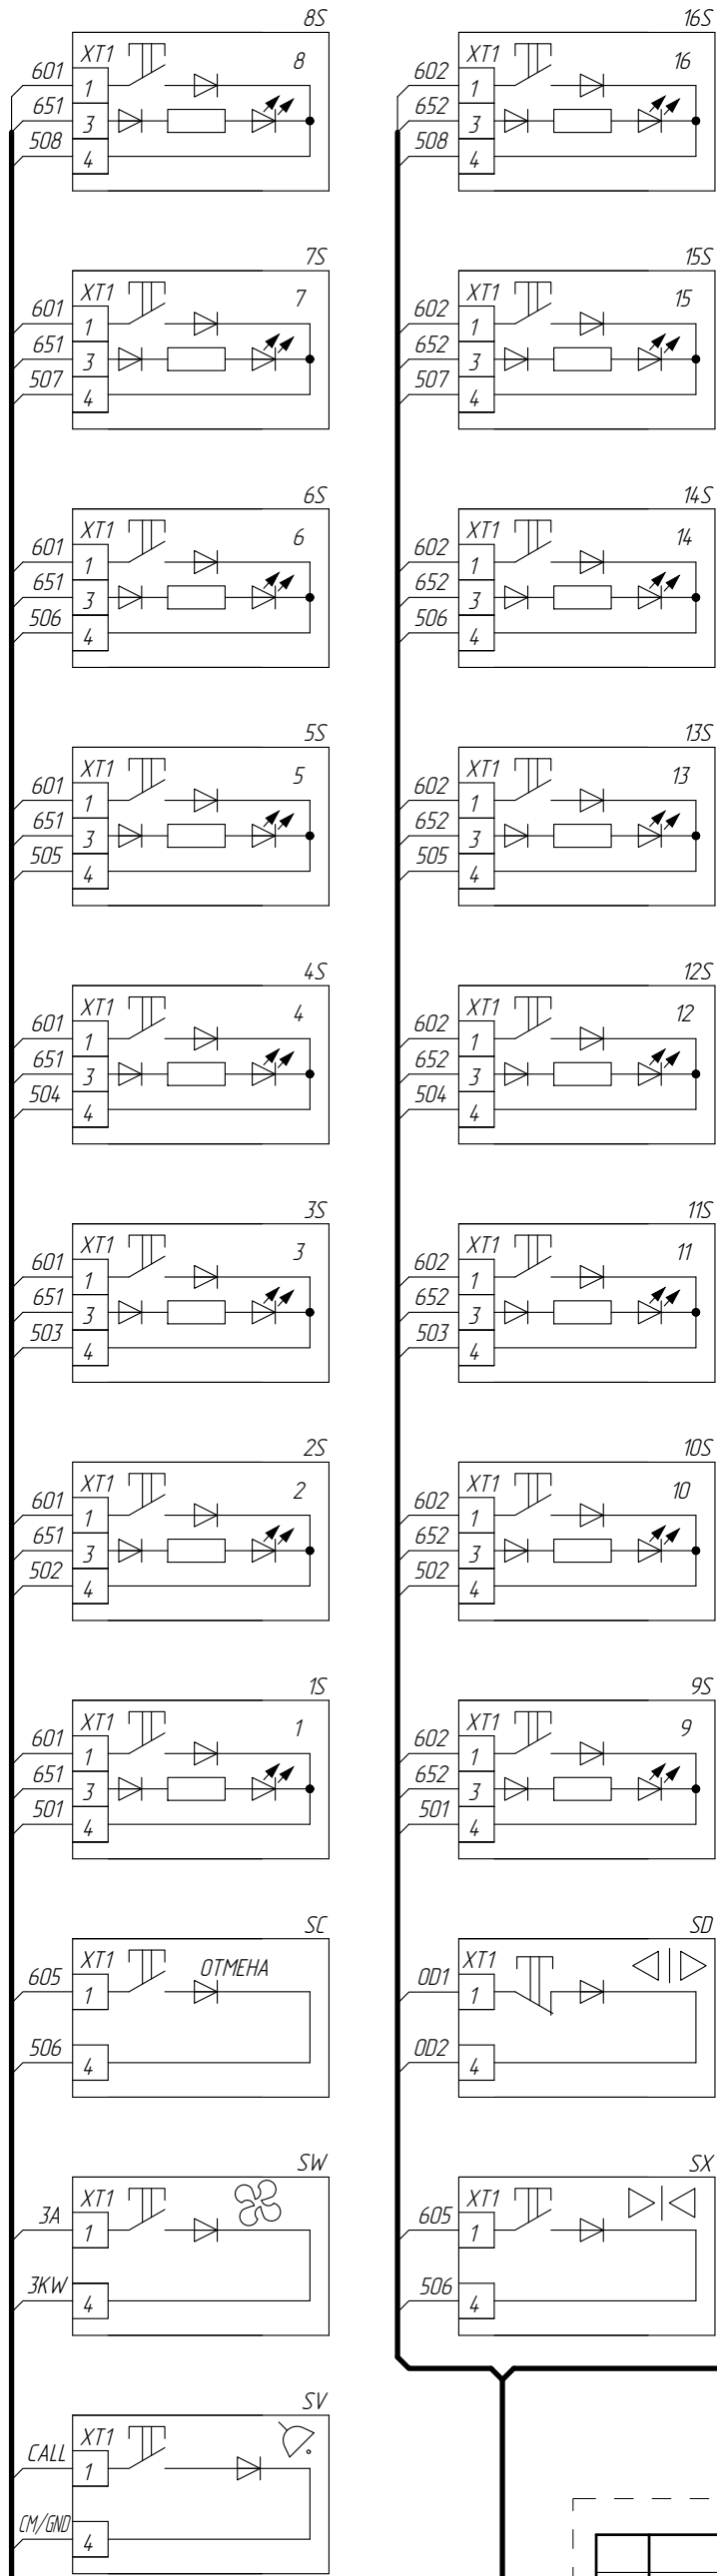 8S
XT1
8
601
1
651
3
508
4
7S
XT1
7
601
1
651
3
507
4
6S
XT1
6
601
1
651
3
506
4
5S
XT1
5
601
1
651
3
505
4
4S
XT1
4
601
1
651
3
504
4
3S
XT1
3
601
1
651
3
503
4
2S
XT1
2
601
1
651
3
502
4
1S
XT1
1
601
1
651
3
501
4
SC
XT1
ОТМЕНА
605
1
506
4
SW
XT1
3A
1
3KW
4
SV
XT1
CALL
1
CM/GND
4
16S
XT1
16
602
1
652
3
508
4
15S
XT1
15
602
1
652
3
507
4
14S
XT1
14
602
1
652
3
506
4
13S
XT1
13
602
1
652
3
505
4
12S
XT1
12
602
1
652
3
504
4
11S
XT1
11
602
1
652
3
503
4
10S
XT1
10
602
1
652
3
502
4
9S
XT1
9
602
1
652
3
501
4
SD
XT1
OD1
1
OD2
4
SX
XT1
605
1
506
4